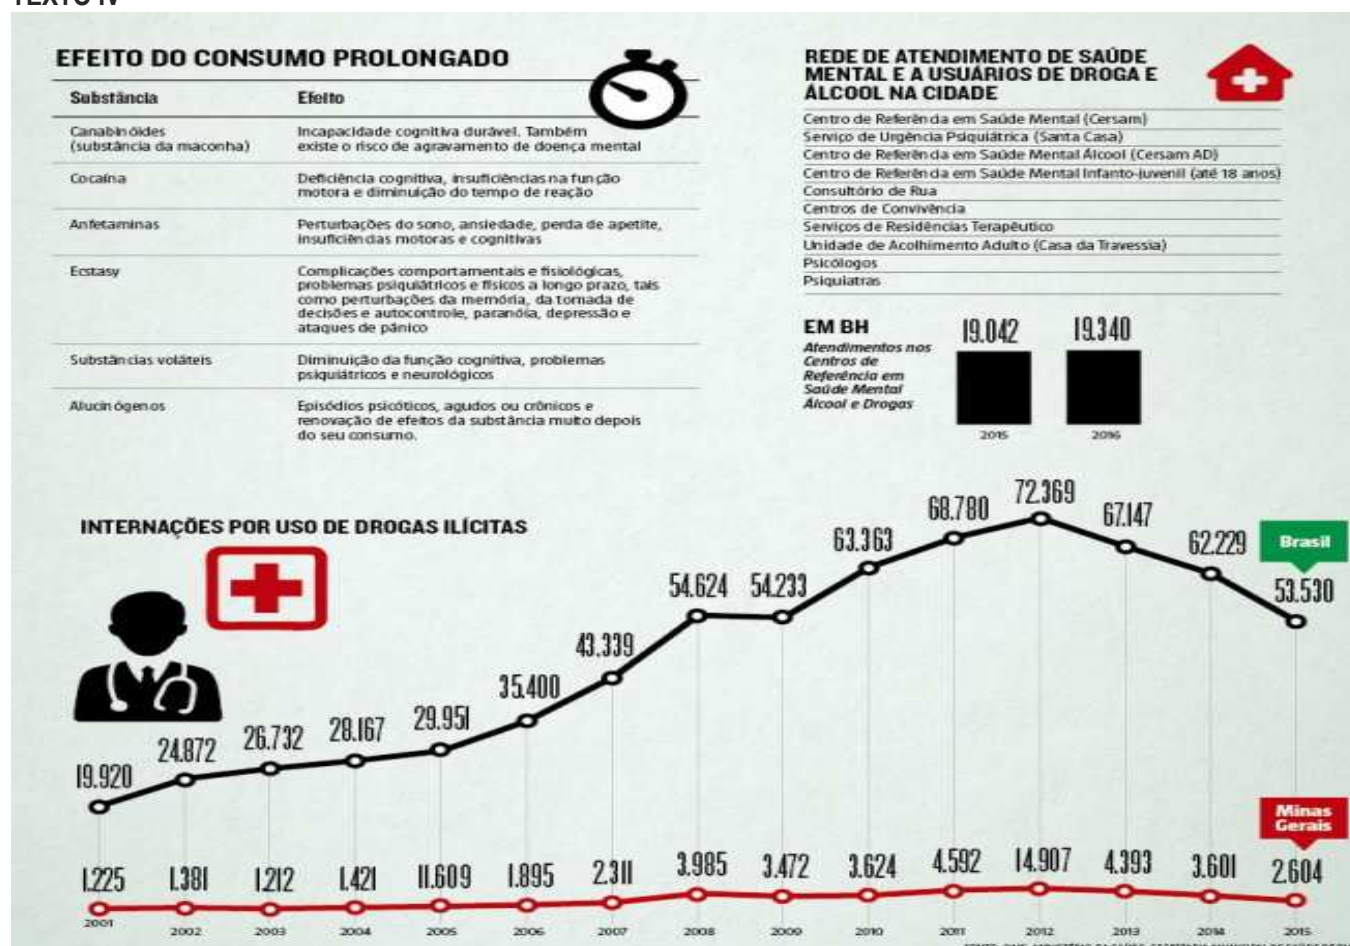 TEXTO IV
EFEITO DO CONSUMO PROLONGADO
Substância Efeito
Canabinóides
(substância da maconha)
Incapacidade cognitiva durável. Também
existe o risco de agravamento de doença mental
Cocaína
Deficiência cognitiva, insuficiências na função
motora e diminuição do tempo de reação
Anfetaminas
Perturbações do sono, ansiedade, perda de apetite,
insuficiências motoras e cognitivas
Ecstasy
Complicações comportamentais e fisiológicas,
problemas psiquiátricos e físicos a longo prazo, tais
como perturbações da memória, da tomada de
decisões e autocontrole, paranóia, depressão e
ataques de pânico
Substâncias voláteis
Diminuição da função cognitiva, problemas
psiquiátricos e neurológicos
Alucinógenos
Episódios psicóticos, agudos ou crônicos e
renovação de efeitos da substância muito depois
do seu consumo.
REDE DE ATENDIMENTO DE SAÚDE
MENTAL E A USUÁRIOS DE DROGA E
ÁLCOOL NA CIDADE
Centro de Referência em Saúde Mental (Cersam)
Serviço de Urgência Psiquiátrica (Santa Casa)
Centro de Referência em Saúde Mental Álcool (Cersam AD)
Centro de Referência em Saúde Mental Infanto-juvenil (até 18 anos)
Consultório de Rua
Centros de Convivência
Serviços de Residências Terapêutico
Unidade de Acolhimento Adulto (Casa da Travessia)
Psicólogos
Psiquiatras
EM BH
Atendimentos nos
Centros de
Referência em
Saúde Mental
Álcool e Drogas
19.042 19.340
2015 2016
INTERNAÇÕES POR USO DE DROGAS ILÍCITAS
19.920 24.872 26.732 28.167 29.951 35.400 43.339 54.624 54.233 63.363 68.780 72.369 67.147 62.229 53.530
Brasil
Minas
Gerais
1.225 1.381 1.212 1.421 11.609 1.895 2.311 3.985 3.472 3.624 4.592 14.907 4.393 3.601 2.604
2001 2002 2003 2004 2005 2006 2007 2008 2009 2010 2011 2012 2013 2014 2015